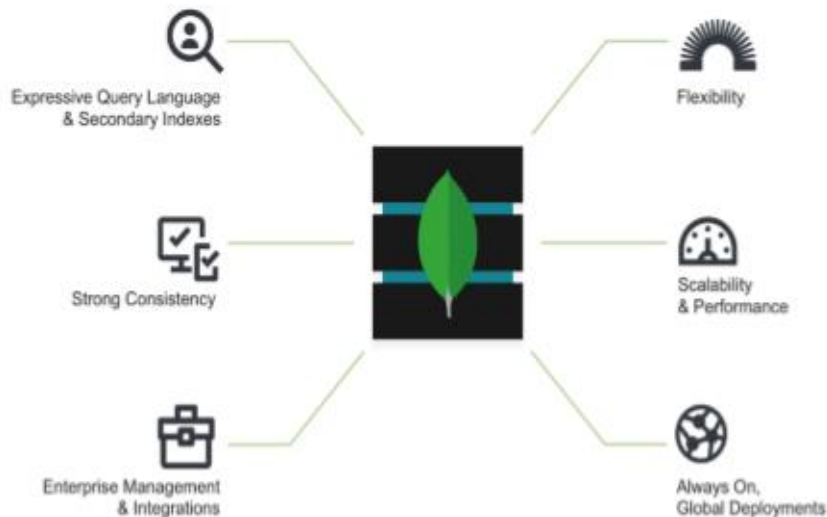 Expressive Query Language
& Secondary Indexes
Strong Consistency
Enterprise Management
& Integrations
Flexibility
Scalability
& Performance
Always On,
Global Deployments